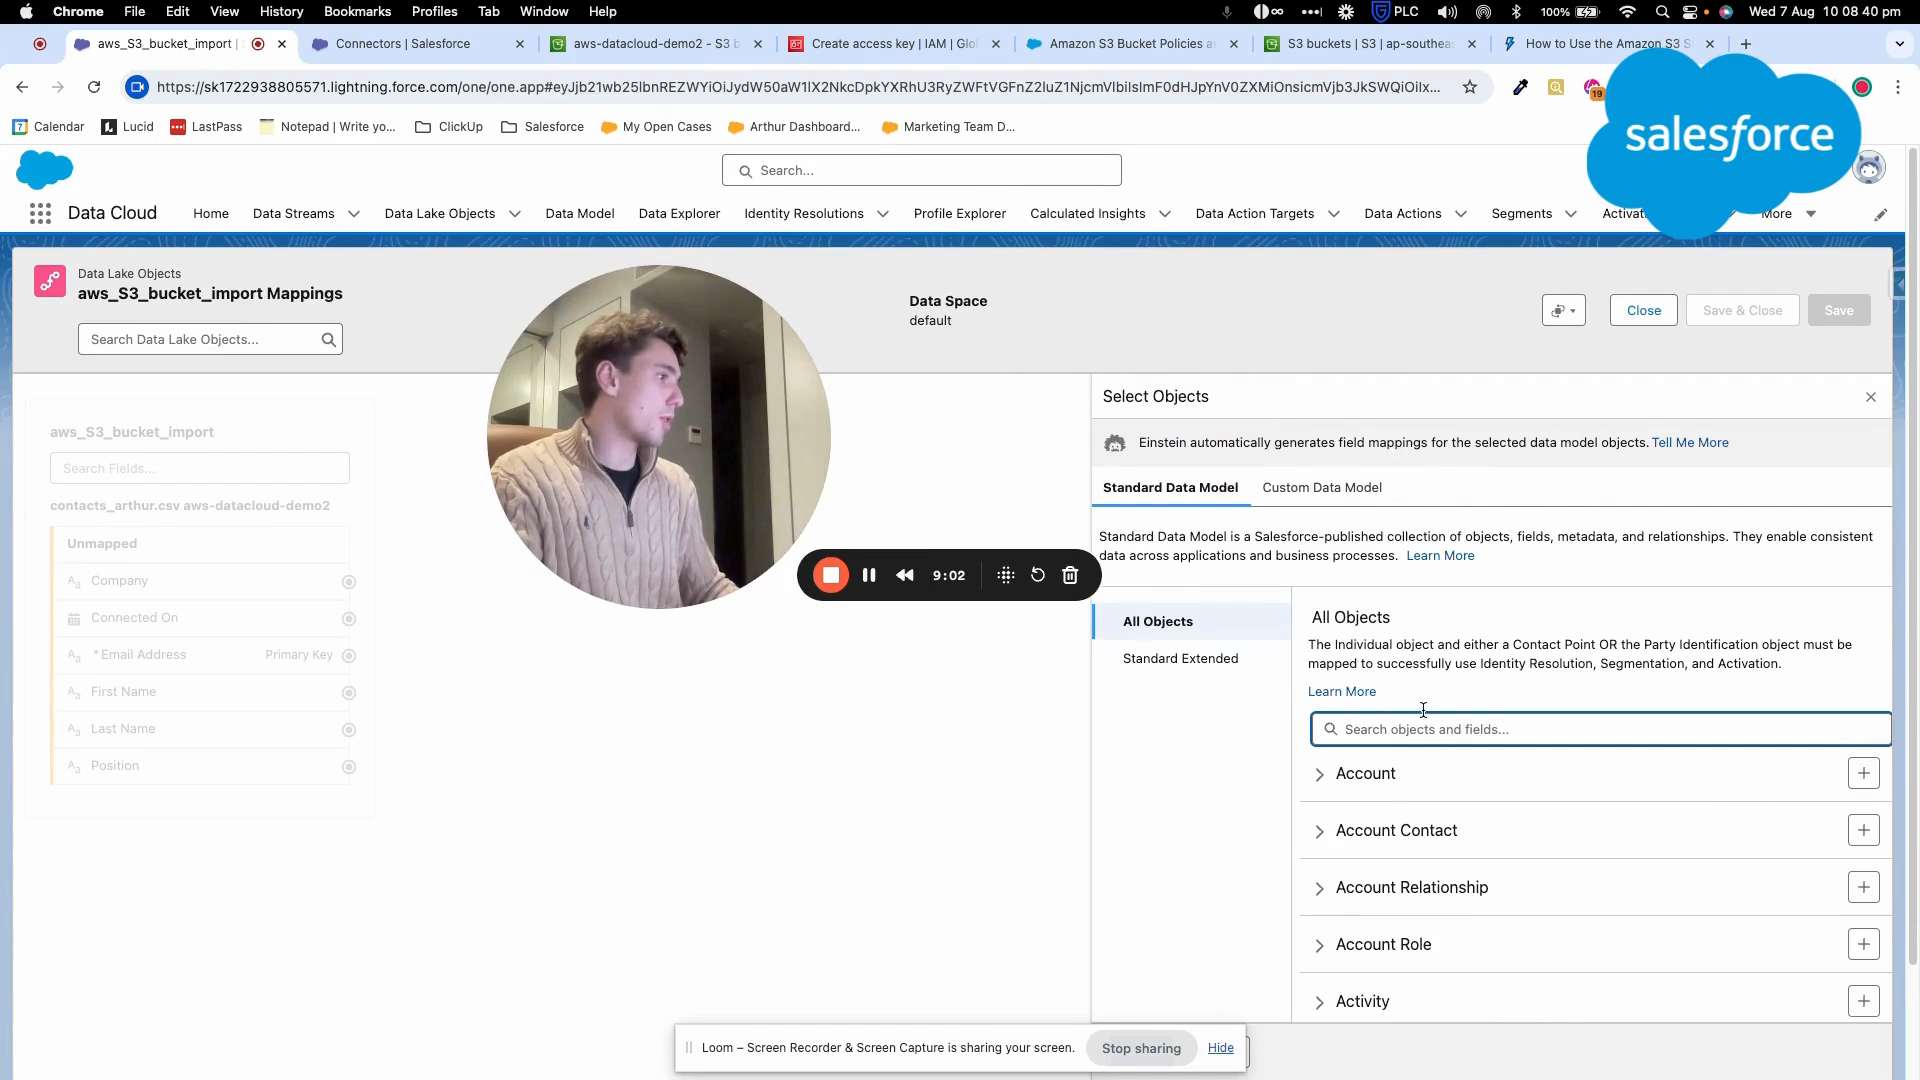 Chrome File Edit View History Bookmarks Profiles Tab Window Help PLC 100% Wed 7 Aug 10 08 40 pm
aws_S3_bucket_import | Connectors | Salesforce aws-datacloud-demo2 - S3 b Create access key | IAM | Glo Amazon S3 Bucket Policies a S3 buckets | S3 | ap-southeas How to Use the Amazon S3 S
https://sk1722938805571.lightning.force.com/one/one.app#eyJjb21wb25lbnREZWYiOiJydW50aW1lX2NkcDpkYXRhU3RyZWFtVGFnZ2luZ1NjcmVlbiIsImF0dHJpYnV0ZXMiOnsicmVjb3JkSWQiOiIx... 19
7 Calendar Lucid LastPass Notepad | Write yo... ClickUp Salesforce My Open Cases Arthur Dashboard... Marketing Team D...
salesforce
Search...
Data Cloud Home Data Streams Data Lake Objects Data Model Data Explorer Identity Resolutions Profile Explorer Calculated Insights Data Action Targets Data Actions Segments Activat More
Data Lake Objects
aws_S3_bucket_import Mappings
Search Data Lake Objects...
Data Space
default
Close Save & Close Save
aws_S3_bucket_import
Search Fields...
contacts_arthur.csv aws-datacloud-demo2
Unmapped
Company
Connected On
*Email Address Primary Key
First Name
Last Name
Position
9:02
Select Objects
Einstein automatically generates field mappings for the selected data model objects. Tell Me More
Standard Data Model Custom Data Model
Standard Data Model is a Salesforce-published collection of objects, fields, metadata, and relationships. They enable consistent
data across applications and business processes. Learn More
All Objects
Standard Extended
All Objects
The Individual object and either a Contact Point OR the Party Identification object must be
mapped to successfully use Identity Resolution, Segmentation, and Activation.
Learn More
Search objects and fields...
Account
Account Contact
Account Relationship
Account Role
Activity
Loom – Screen Recorder & Screen Capture is sharing your screen. Stop sharing Hide